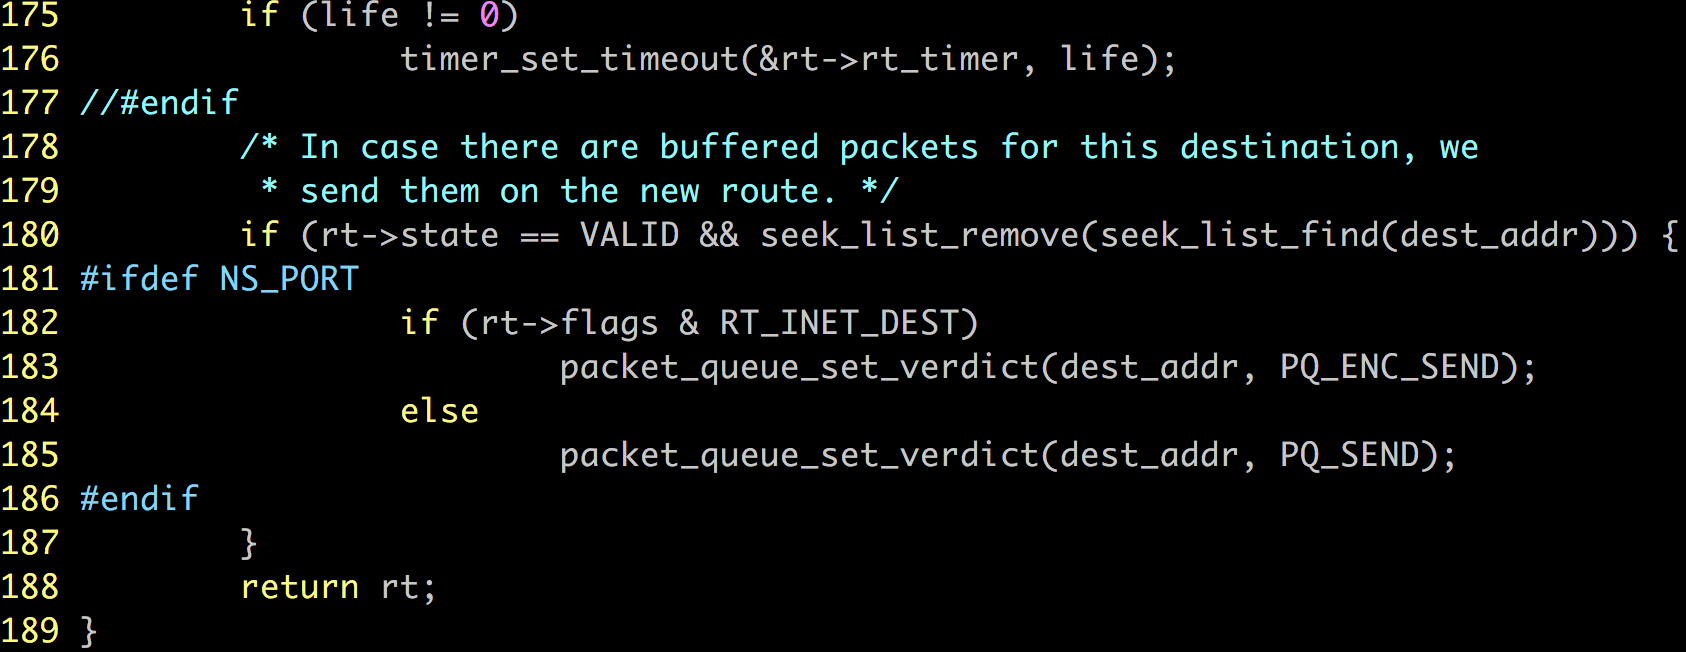 175         if (life != 0)
176                 timer_set_timeout(&rt->rt_timer, life);
177 //#endif
178         /* In case there are buffered packets for this destination, we
179          * send them on the new route. */
180         if (rt->state == VALID && seek_list_remove(seek_list_find(dest_addr))) {
181 #ifdef NS_PORT
182                 if (rt->flags & RT_INET_DEST)
183                         packet_queue_set_verdict(dest_addr, PQ_ENC_SEND);
184                 else
185                         packet_queue_set_verdict(dest_addr, PQ_SEND);
186 #endif
187         }
188         return rt;
189 }